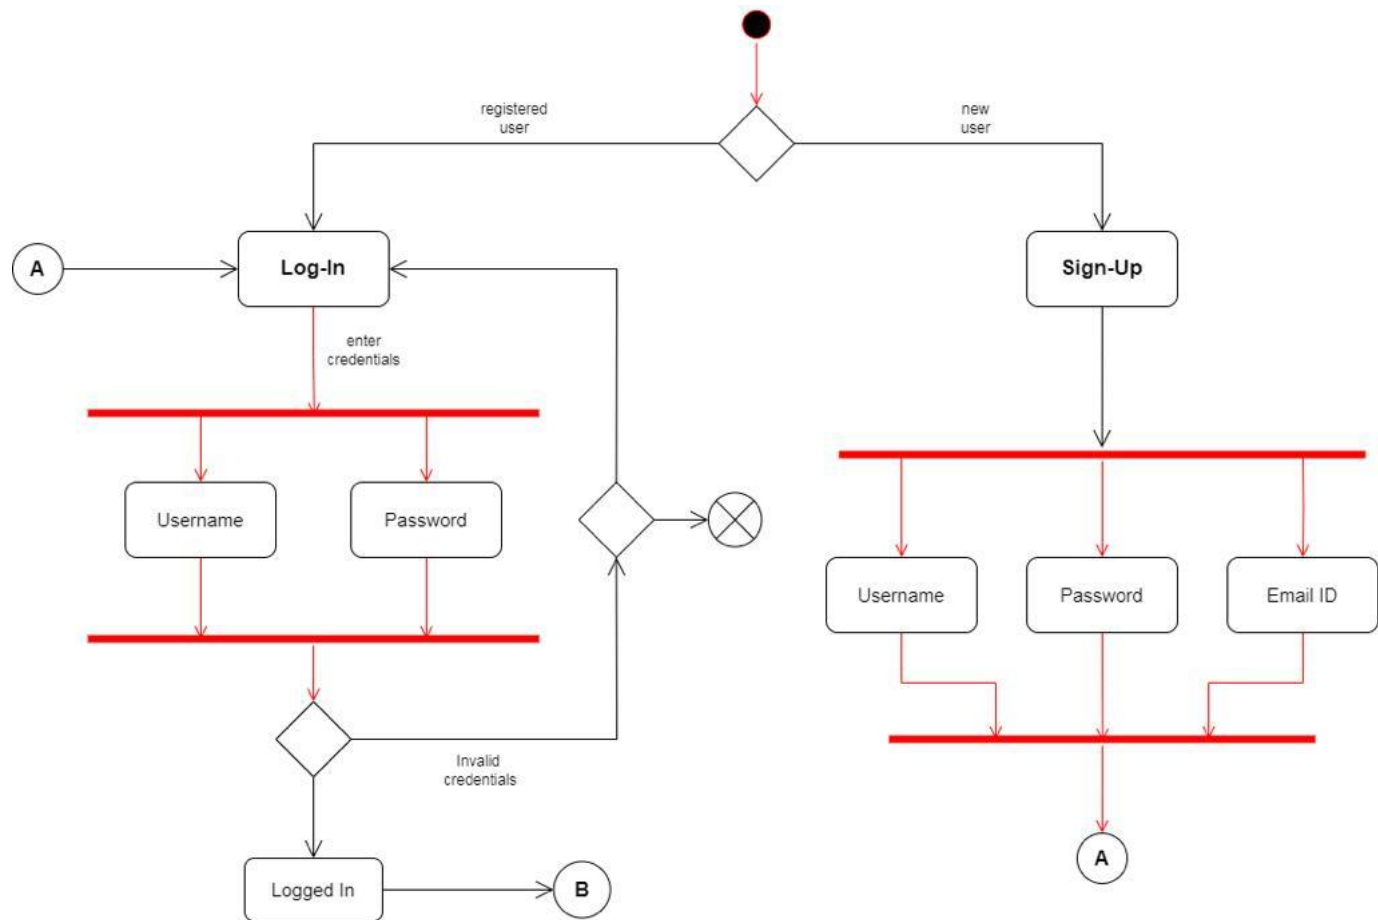 registered
user
new
user
A
Log-In
Sign-Up
enter
credentials
Username
Password
Username
Password
Email ID
Invalid
credentials
Logged In
B
A